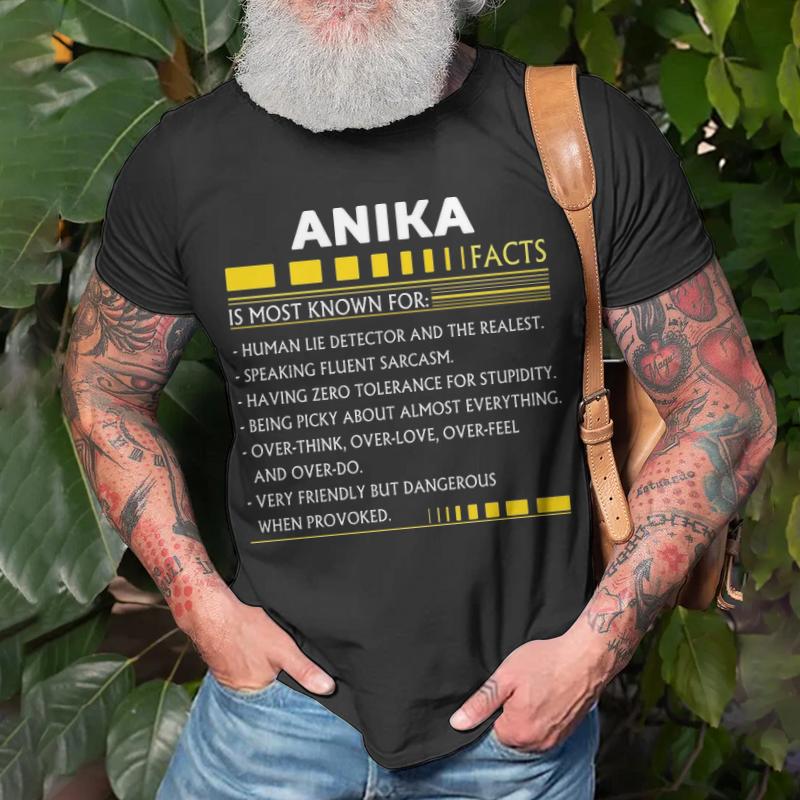 ANIKA
FACTS
IS MOST KNOWN FOR:
- HUMAN LIE DETECTOR AND THE REALEST.
- SPEAKING FLUENT SARCASM.
- HAVING ZERO TOLERANCE FOR STUPIDITY.
- BEING PICKY ABOUT ALMOST EVERYTHING.
- OVER-THINK, OVER-LOVE, OVER-FEEL
AND OVER-DO.
- VERY FRIENDLY BUT DANGEROUS
WHEN PROVOKED.
Estuardo